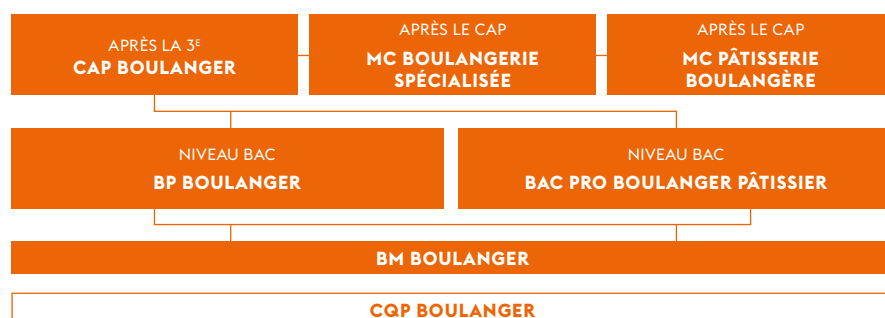 APRÈS LA 3E
CAP BOULANGER
APRÈS LE CAP
MC BOULANGERIE
SPÉCIALISÉE
APRÈS LE CAP
MC PÂTISSERIE
BOULANGÈRE
NIVEAU BAC
BP BOULANGER
NIVEAU BAC
BAC PRO BOULANGER PÂTISSIER
BM BOULANGER
CQP BOULANGER